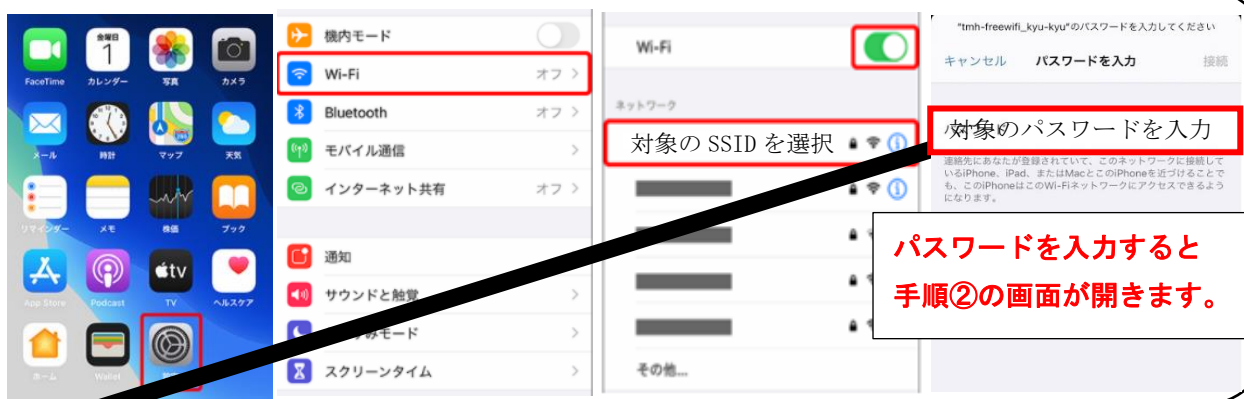 金曜日
1
FaceTime
カレンダー
写真
カメラ
メール
時計
マップ
天気
リマインダー
メモ
株価
ブック
App Store
Podcast
tv
TV
ヘルスケア
ホーム
Wallet
機内モード
Wi-Fi
オフ
Bluetooth
オフ
モバイル通信
インターネット共有
オフ
通知
サウンドと触覚
みモード
スクリーンタイム
Wi-Fi
ネットワーク
対象の SSID を選択
その他...
"tmh-freewifi_kyu-kyu"のパスワードを入力してください
キャンセル
パスワードを入力
接続
対象のパスワードを入力
連絡先にあなたが登録されていて、このネットワークに接続して
いるiPhone、iPad、またはMacとこのiPhoneを近づけることで
も、このiPhoneはこのWi-Fiネットワークにアクセスできるよう
になります。
パスワードを入力すると
手順②の画面が開きます。